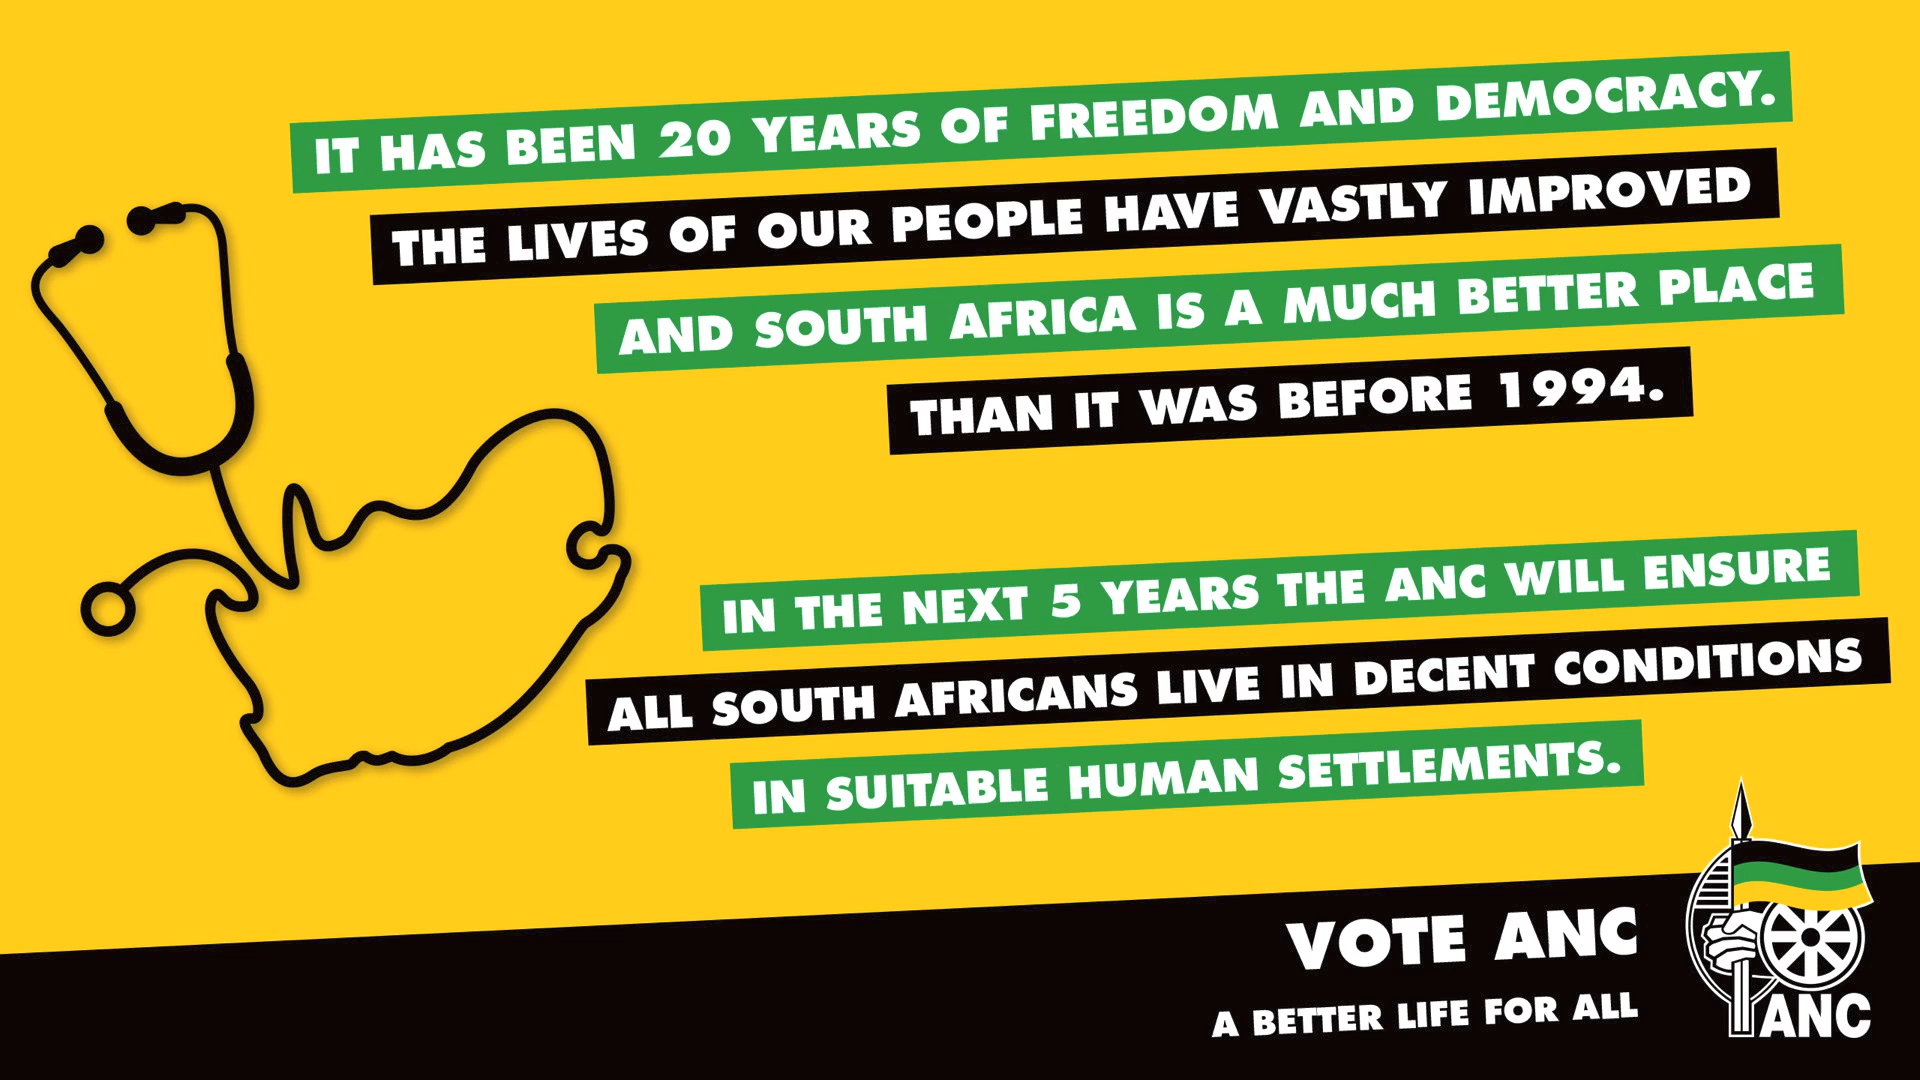 IT HAS BEEN 20 YEARS OF FREEDOM AND DEMOCRACY.
THE LIVES OF OUR PEOPLE HAVE VASTLY IMPROVED
AND SOUTH AFRICA IS A MUCH BETTER PLACE
THAN IT WAS BEFORE 1994.
IN THE NEXT 5 YEARS THE ANC WILL ENSURE
ALL SOUTH AFRICANS LIVE IN DECENT CONDITIONS
IN SUITABLE HUMAN SETTLEMENTS.
VOTE ANC
A BETTER LIFE FOR ALL
ANC